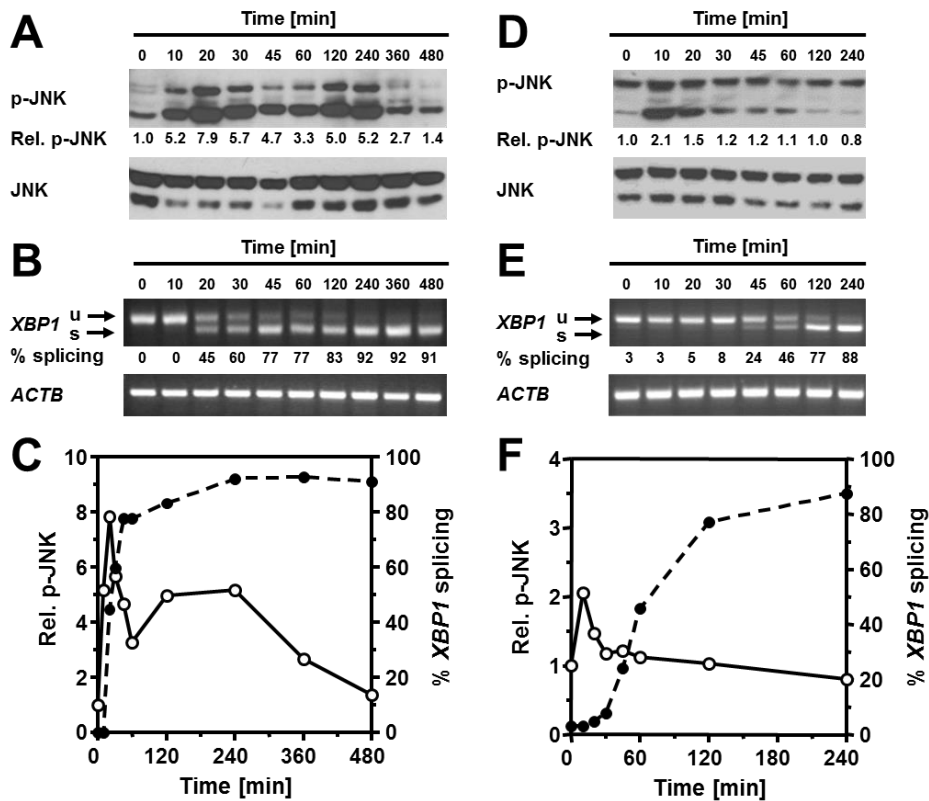 A
Time [min]
0 10 20 30 45 60 120 240 360 480
p-JNK
Rel. p-JNK 1.0 5.2 7.9 5.7 4.7 3.3 5.0 5.2 2.7 1.4
JNK
B
Time [min]
0 10 20 30 45 60 120 240 360 480
XBP1 u
s
% splicing 0 0 45 60 77 77 83 92 92 91
ACTB
C
10
8
6
4
2
0
Rel. p-JNK
100
80
60
40
20
0
% XBP1 splicing
0 120 240 360 480
Time [min]
D
Time [min]
0 10 20 30 45 60 120 240
p-JNK
Rel. p-JNK 1.0 2.1 1.5 1.2 1.2 1.1 1.0 0.8
JNK
E
Time [min]
0 10 20 30 45 60 120 240
XBP1 u
s
% splicing 3 3 5 8 24 46 77 88
ACTB
F
4
3
2
1
0
Rel. p-JNK
100
80
60
40
20
0
% XBP1 splicing
0 60 120 180 240
Time [min]